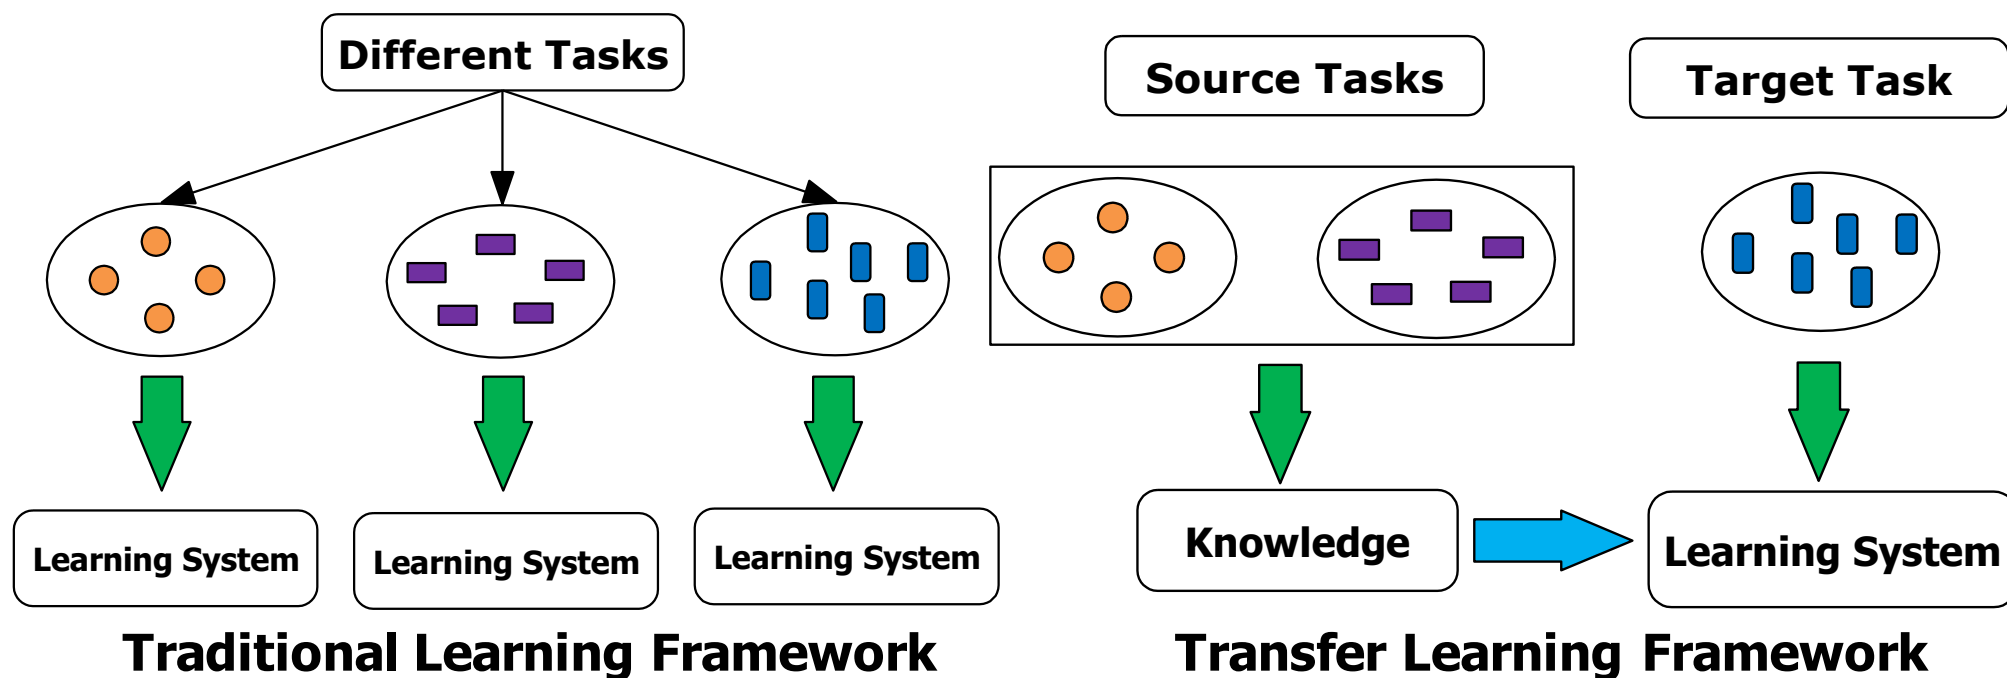 Different Tasks
Source Tasks
Target Task
Learning System
Learning System
Learning System
Knowledge
Learning System
Traditional Learning Framework
Transfer Learning Framework